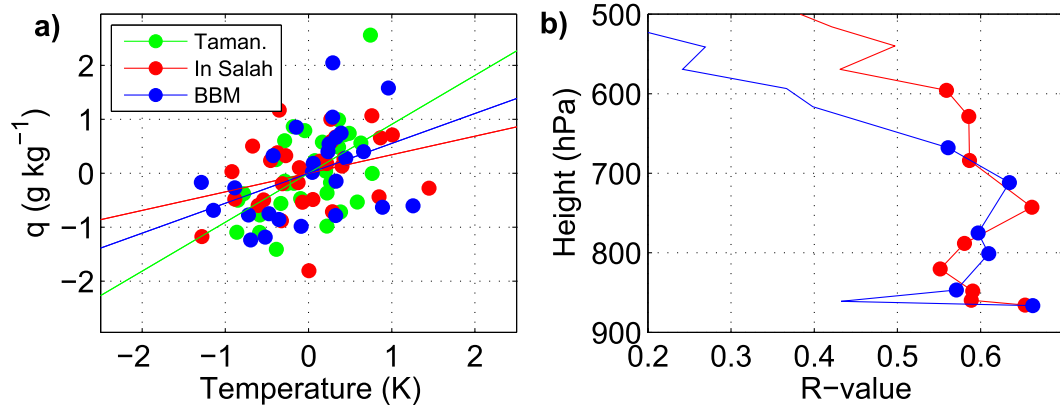 a)
Taman.
In Salah
BBM
2
1
0
−1
−2
q (g kg⁻¹)
−2
−1
0
1
2
Temperature (K)
b)
500
600
700
800
900
Height (hPa)
0.2
0.3
0.4
0.5
0.6
R−value